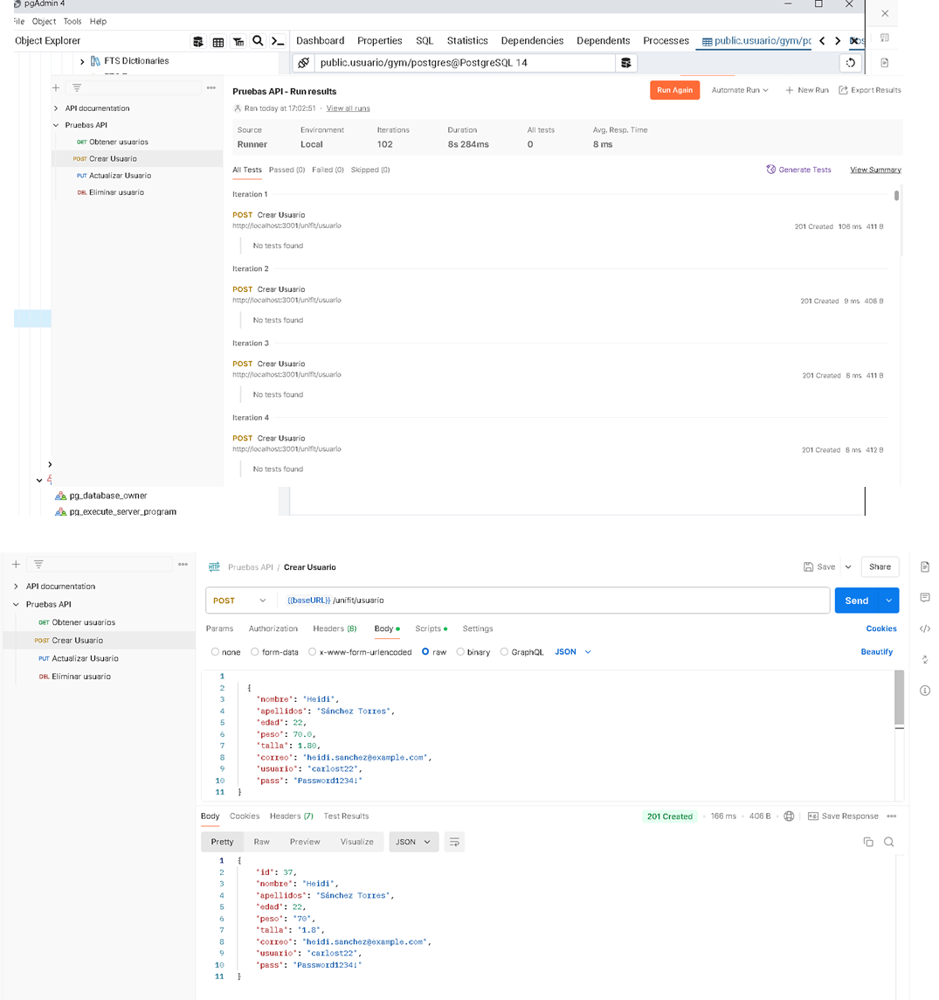 pgAdmin 4
File Object Tools Help
Object Explorer
Dashboard Properties SQL Statistics Dependencies Dependents Processes public.usuario/gym/po
FTS Dictionaries
public.usuario/gym/postgres@PostgreSQL 14
Pruebas API - Run results
Run Again Automate Run + New Run Export Results
API documentation
Ran today at 17:02:51 · View all runs
Pruebas API
GET Obtener usuarios
POST Crear Usuario
PUT Actualizar Usuario
DEL Eliminar usuario
Source Environment Iterations Duration All tests Avg. Resp. Time
Runner Local 102 8s 284ms 0 8 ms
All Tests Passed (0) Failed (0) Skipped (0) Generate Tests View Summary
Iteration 1
POST Crear Usuario
http://localhost:3001/unifit/usuario
201 Created 106 ms 411 B
No tests found
Iteration 2
POST Crear Usuario
http://localhost:3001/unifit/usuario
201 Created 9 ms 406 B
No tests found
Iteration 3
POST Crear Usuario
http://localhost:3001/unifit/usuario
201 Created 6 ms 411 B
No tests found
Iteration 4
POST Crear Usuario
http://localhost:3001/unifit/usuario
201 Created 6 ms 412 B
No tests found
pg_database_owner
pg_execute_server_program
API documentation
Pruebas API
GET Obtener usuarios
POST Crear Usuario
PUT Actualizar Usuario
DEL Eliminar usuario
HTTP Pruebas API / Crear Usuario Save Share
POST {{baseURL}} /unifit/usuario Send
Params Authorization Headers (8) Body Scripts Settings Cookies
none form-data x-www-form-urlencoded raw binary GraphQL JSON Beautify
1
2 {
3 "nombre": "Heidi",
4 "apellidos": "Sánchez Torres",
5 "edad": 22,
6 "peso": 70.0,
7 "talla": 1.80,
8 "correo": "heidi.sanchez@example.com",
9 "usuario": "carlost22",
10 "pass": "Password1234!"
11 }
Body Cookies Headers (7) Test Results 201 Created · 166 ms · 406 B Save Response
Pretty Raw Preview Visualize JSON
1 {
2 "id": 37,
3 "nombre": "Heidi",
4 "apellidos": "Sánchez Torres",
5 "edad": 22,
6 "peso": "70",
7 "talla": "1.8",
8 "correo": "heidi.sanchez@example.com",
9 "usuario": "carlost22",
10 "pass": "Password1234!"
11 }